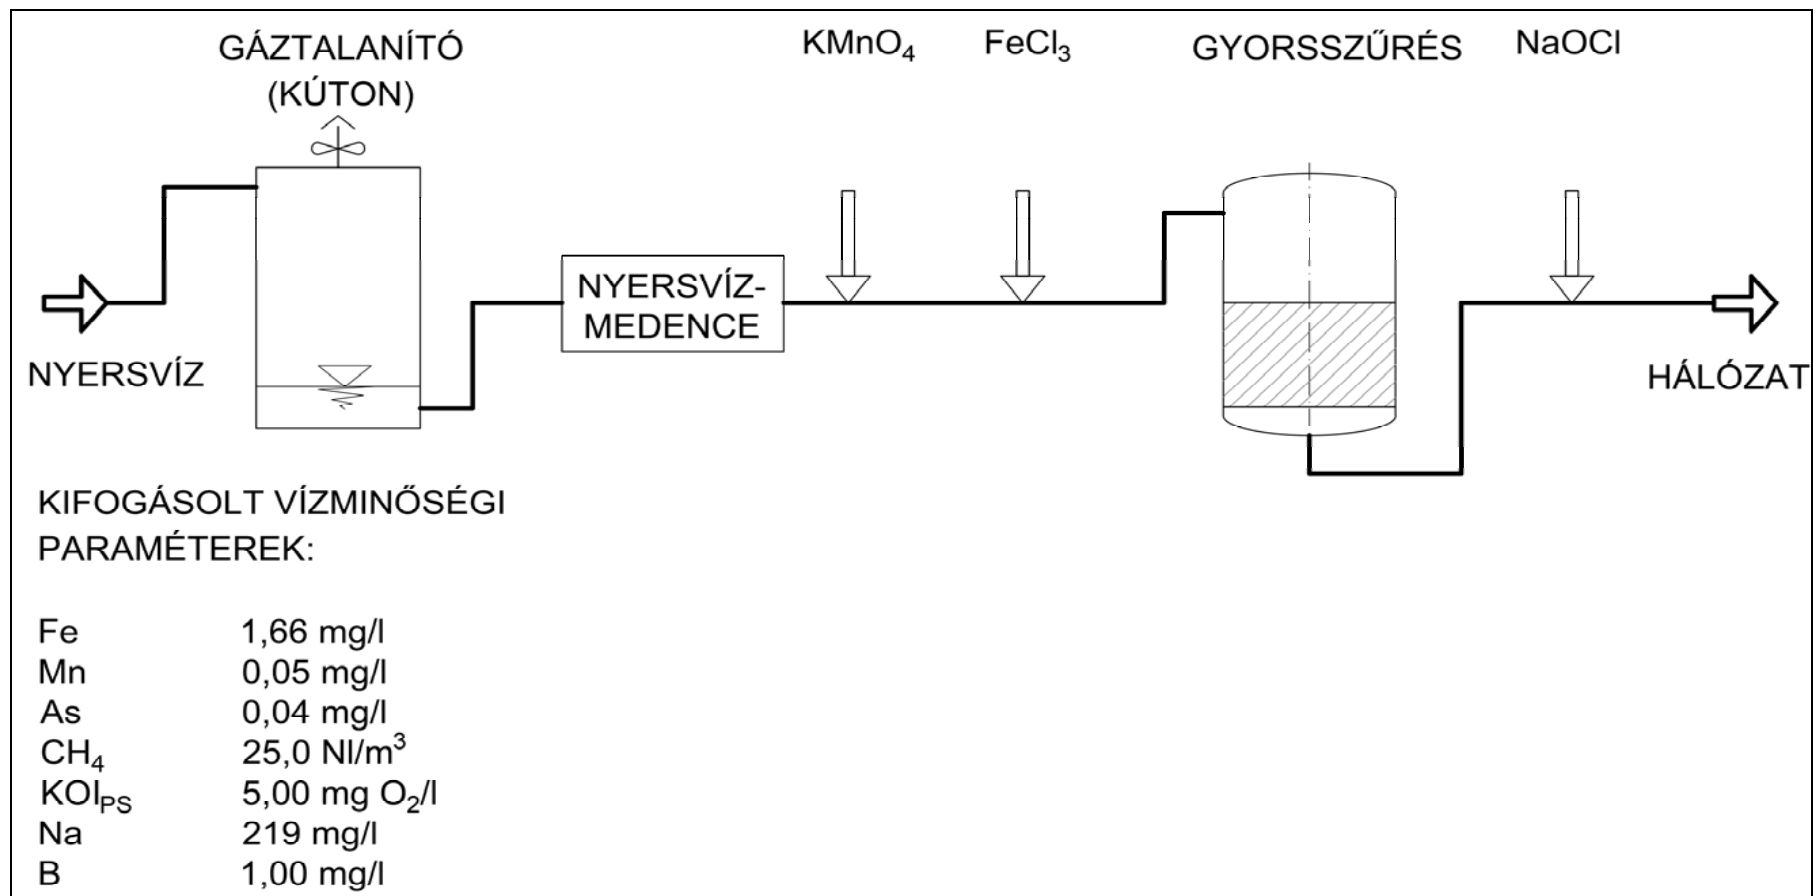 GÁZTALANÍTÓ
(KÚTON)
KMnO₄
FeCl₃
GYORSSZŰRÉS
NaOCl
NYERSVÍZ-
MEDENCE
NYERSVÍZ
HÁLÓZAT
KIFOGÁSOLT VÍZMINŐSÉGI
PARAMÉTEREK:
Fe 1,66 mg/l
Mn 0,05 mg/l
As 0,04 mg/l
CH₄ 25,0 Nl/m³
KOIPS 5,00 mg O₂/l
Na 219 mg/l
B 1,00 mg/l